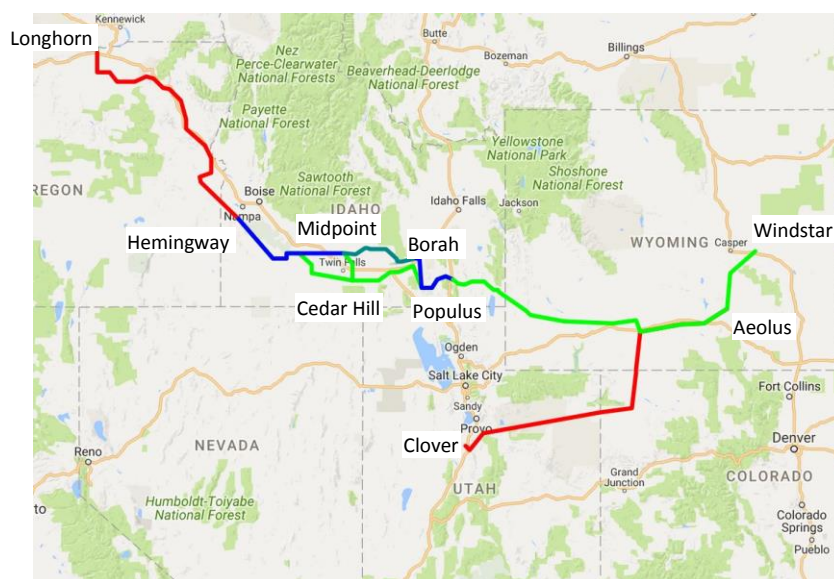 Kennewick
Longhorn
Butte
Billings
Bozeman
Nez
Perce-Clearwater
National Forests
Beaverhead-Deerlodge
National Forest
Payette
National Forest
Yellowstone
National Park
Shoshone
National Forest
Sawtooth
National Forest
REGON
Boise
Nampa
IDAHO
Idaho Falls
Jackson
Hemingway
Midpoint
Borah
Windstar
WYOMING
Casper
Twin Falls
Cedar Hill
Populus
Aeolus
Ogden
Salt Lake City
Sandy
Provo
Fort Collins
Clover
Reno
NEVADA
Denver
Grand
Junction
COLORADO
UTAH
Humboldt-Toiyabe
National Forest
Colorado
Springs
Pueblo
to